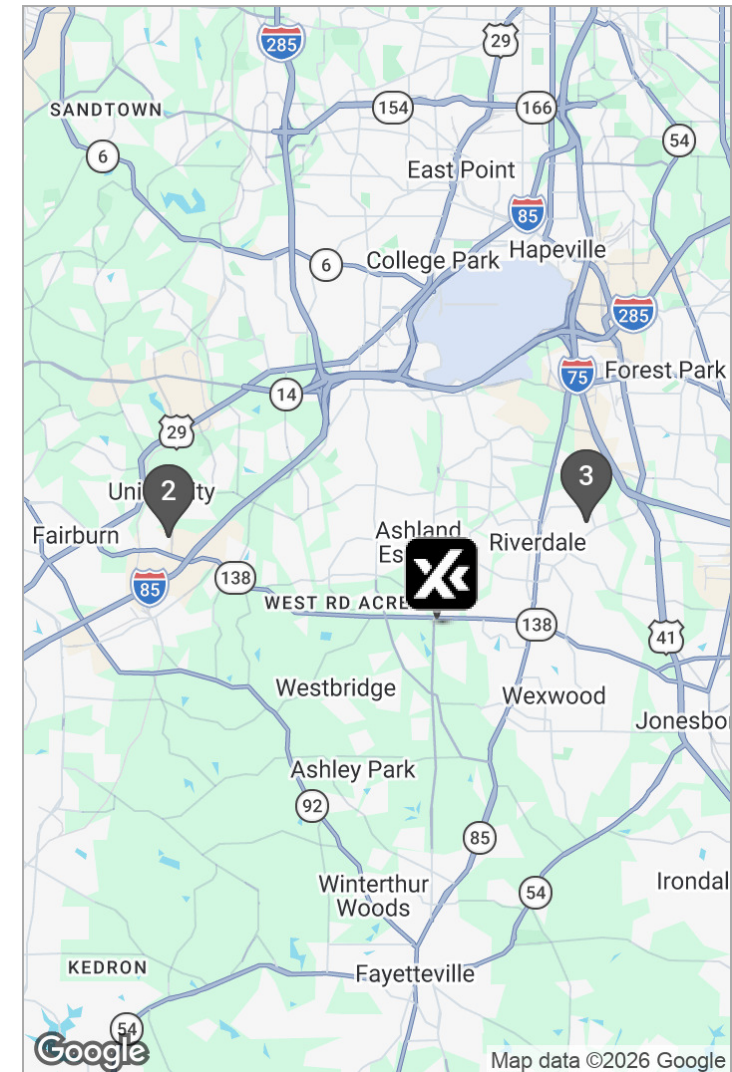 285
29
SANDTOWN
154
166
54
6
East Point
85
Hapeville
College Park
6
285
75
Forest Park
14
29
3
2
Fairburn
Ashland
Riverdale
85
138
WEST RD ACRE
138
41
Westbridge
Wexwood
Jonesbo
Ashley Park
92
85
Winterthur
Woods
54
Irondal
KEDRON
Fayetteville
54
Google
Map data ©2026 Google